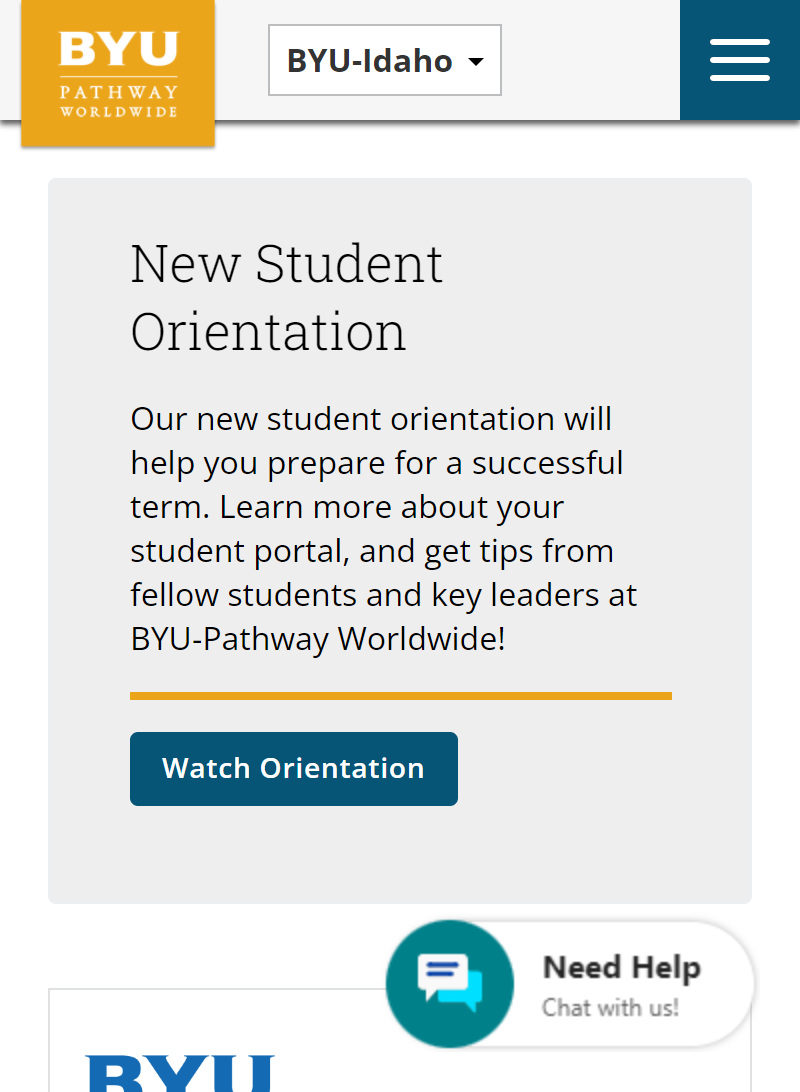 BYU
PATHWAY
WORLDWIDE
BYU-Idaho
New Student
Orientation
Our new student orientation will
help you prepare for a successful
term. Learn more about your
student portal, and get tips from
fellow students and key leaders at
BYU-Pathway Worldwide!
Watch Orientation
Need Help
Chat with us!
BYU